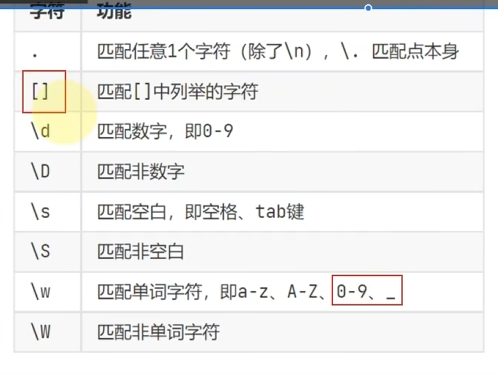 字符 功能
. 匹配任意1个字符（除了\n），\. 匹配点本身
[] 匹配[]中列举的字符
\d 匹配数字，即0-9
\D 匹配非数字
\s 匹配空白，即空格、tab键
\S 匹配非空白
\w 匹配单词字符，即a-z、A-Z、0-9、_
\W 匹配非单词字符